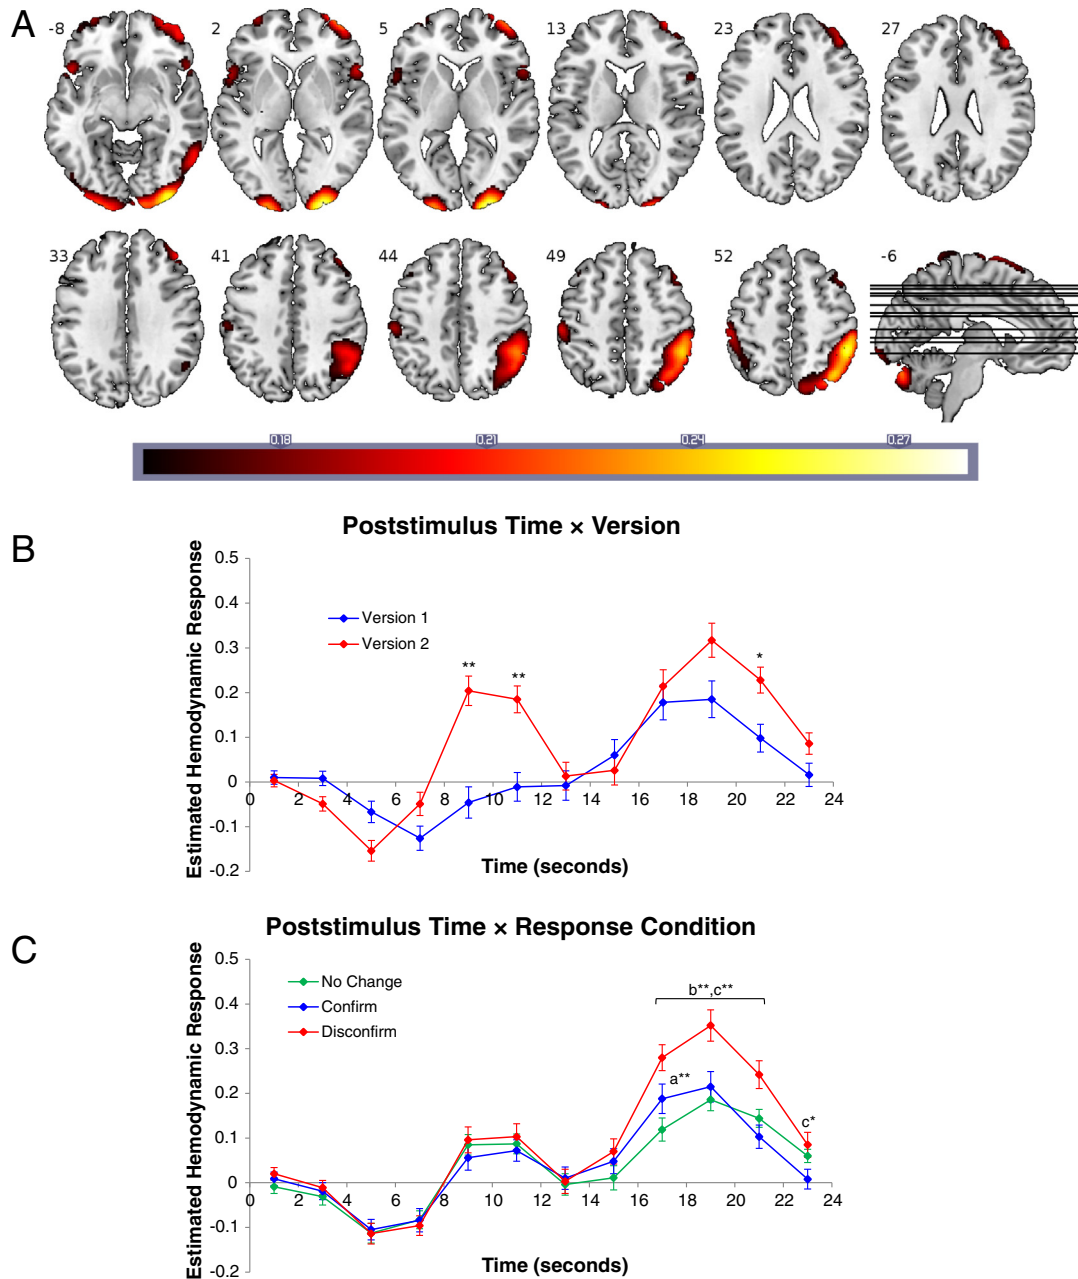 A
-8 2 5 13 23 27
33 41 44 49 52 -6
0.18 0.21 0.24 0.27
B
Poststimulus Time × Version
Estimated Hemodynamic Response
0.5
0.4
0.3
0.2
0.1
0
-0.1
-0.2
Version 1
Version 2
** ** *
0 2 4 6 8 10 12 14 16 18 20 22 24
Time (seconds)
C
Poststimulus Time × Response Condition
Estimated Hemodynamic Response
0.5
0.4
0.3
0.2
0.1
0
-0.1
-0.2
No Change
Confirm
Disconfirm
b**,c**
a**
c*
0 2 4 6 8 10 12 14 16 18 20 22 24
Time (seconds)